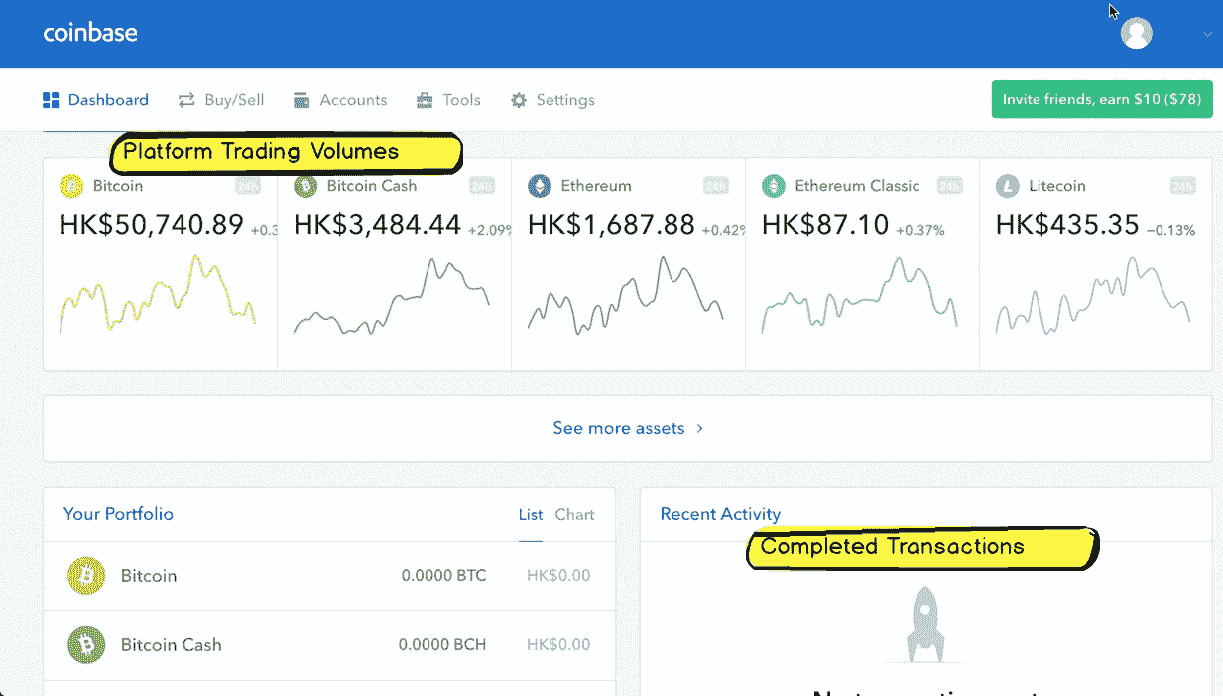 coinbase
Dashboard Buy/Sell Accounts Tools Settings Invite friends, earn $10 ($78)
Platform Trading Volumes
Bitcoin 24h Bitcoin Cash 24h Ethereum 24h Ethereum Classic 24h Litecoin 24h
HK$50,740.89 +0.3 HK$3,484.44 +2.09% HK$1,687.88 +0.42% HK$87.10 +0.37% HK$435.35 −0.13%
See more assets
Your Portfolio List Chart Recent Activity
Completed Transactions
Bitcoin 0.0000 BTC HK$0.00
Bitcoin Cash 0.0000 BCH HK$0.00